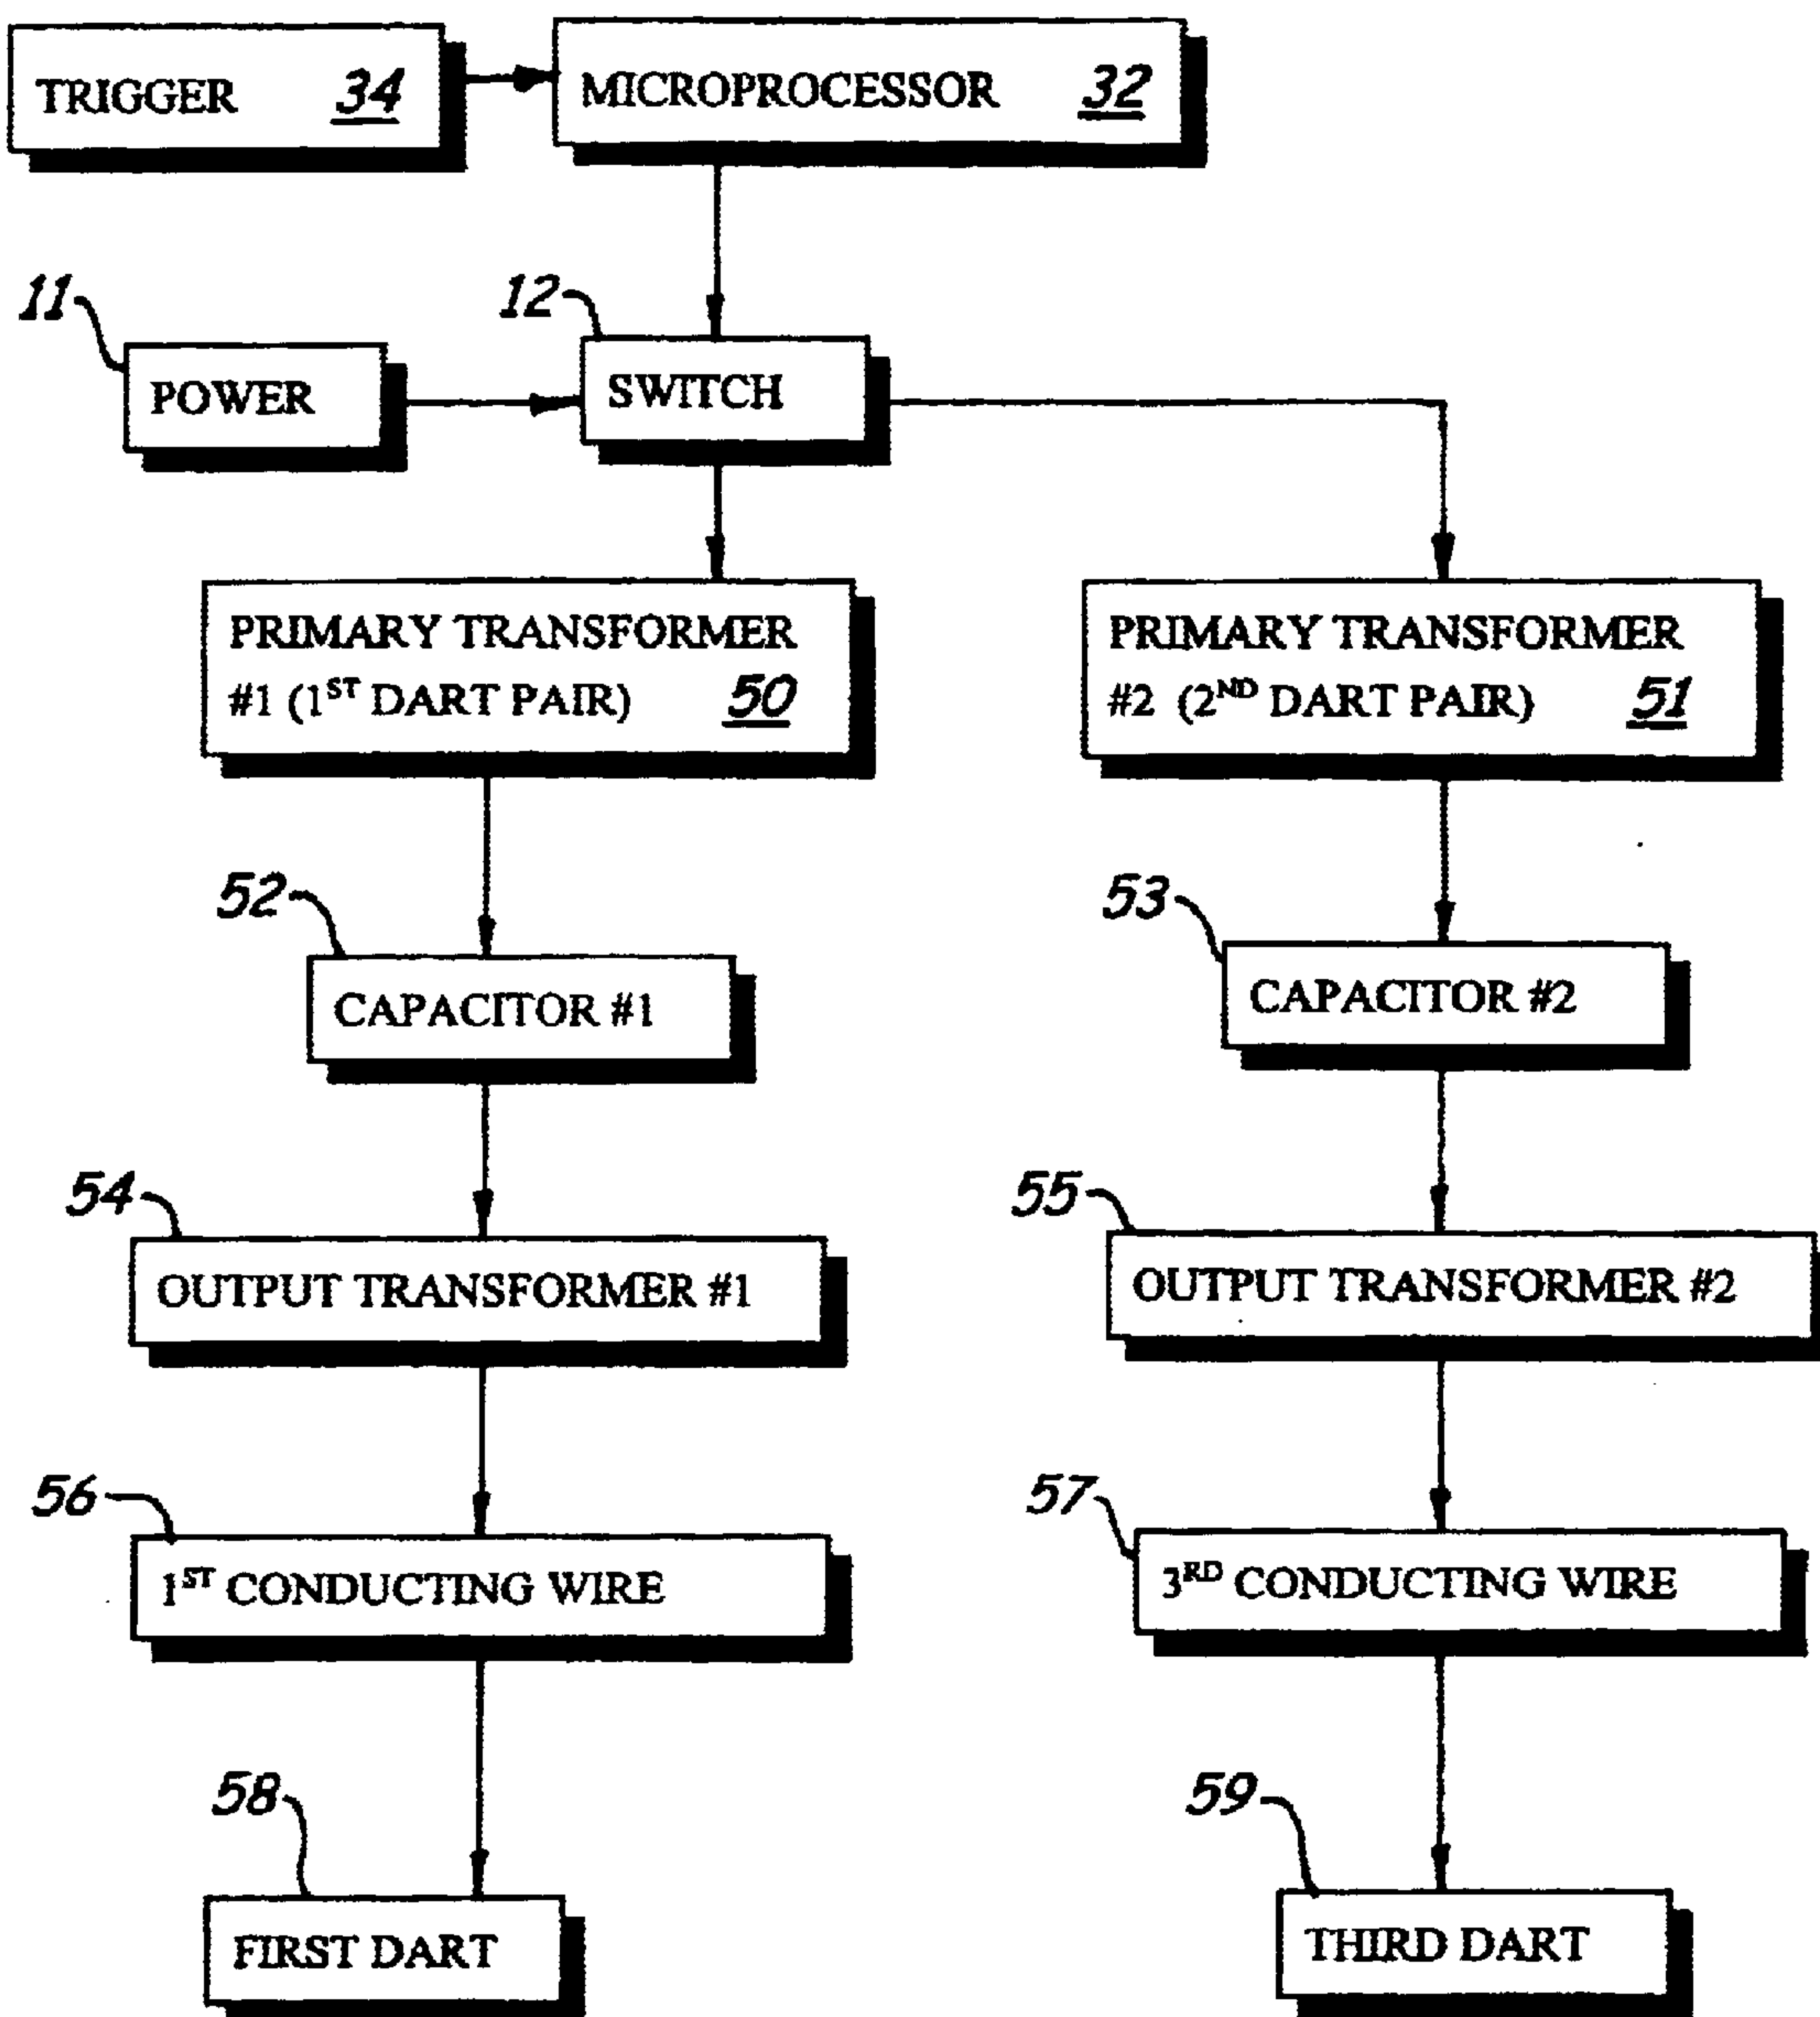 TRIGGER 34
MICROPROCESSOR 32
11
12
POWER
SWITCH
PRIMARY TRANSFORMER
#1 (1ST DART PAIR) 50
PRIMARY TRANSFORMER
#2 (2ND DART PAIR) 51
52
53
CAPACITOR #1
CAPACITOR #2
54
55
OUTPUT TRANSFORMER #1
OUTPUT TRANSFORMER #2
56
57
1ST CONDUCTING WIRE
3RD CONDUCTING WIRE
58
59
FIRST DART
THIRD DART